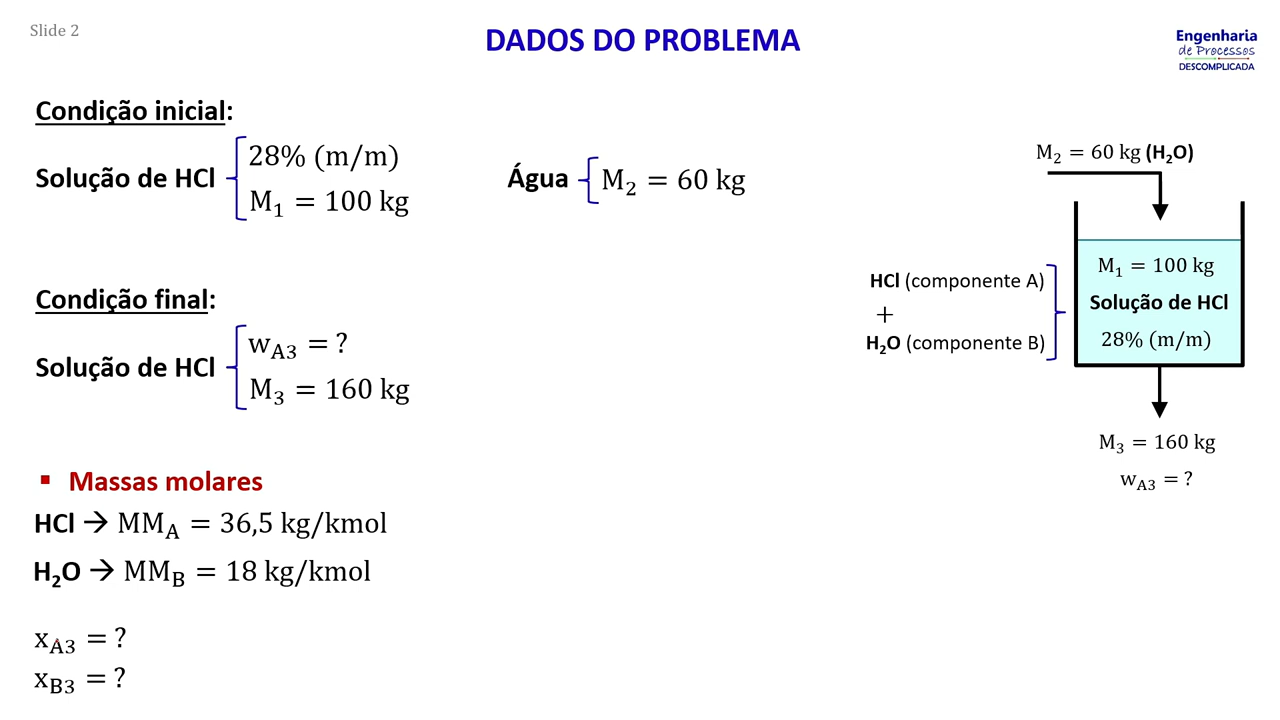 Slide 2
DADOS DO PROBLEMA
Engenharia
de Processos
DESCOMPLICADA
Condição inicial:
Solução de HCl
28% (m/m)
M₁ = 100 kg
Água
M₂ = 60 kg
Condição final:
Solução de HCl
w_A3 = ?
M₃ = 160 kg
▪ Massas molares
HCl → MM_A = 36,5 kg/kmol
H₂O → MM_B = 18 kg/kmol
x_A3 = ?
x_B3 = ?
M₂ = 60 kg (H₂O)
HCl (componente A)
+
H₂O (componente B)
M₁ = 100 kg
Solução de HCl
28% (m/m)
M₃ = 160 kg
w_A3 = ?